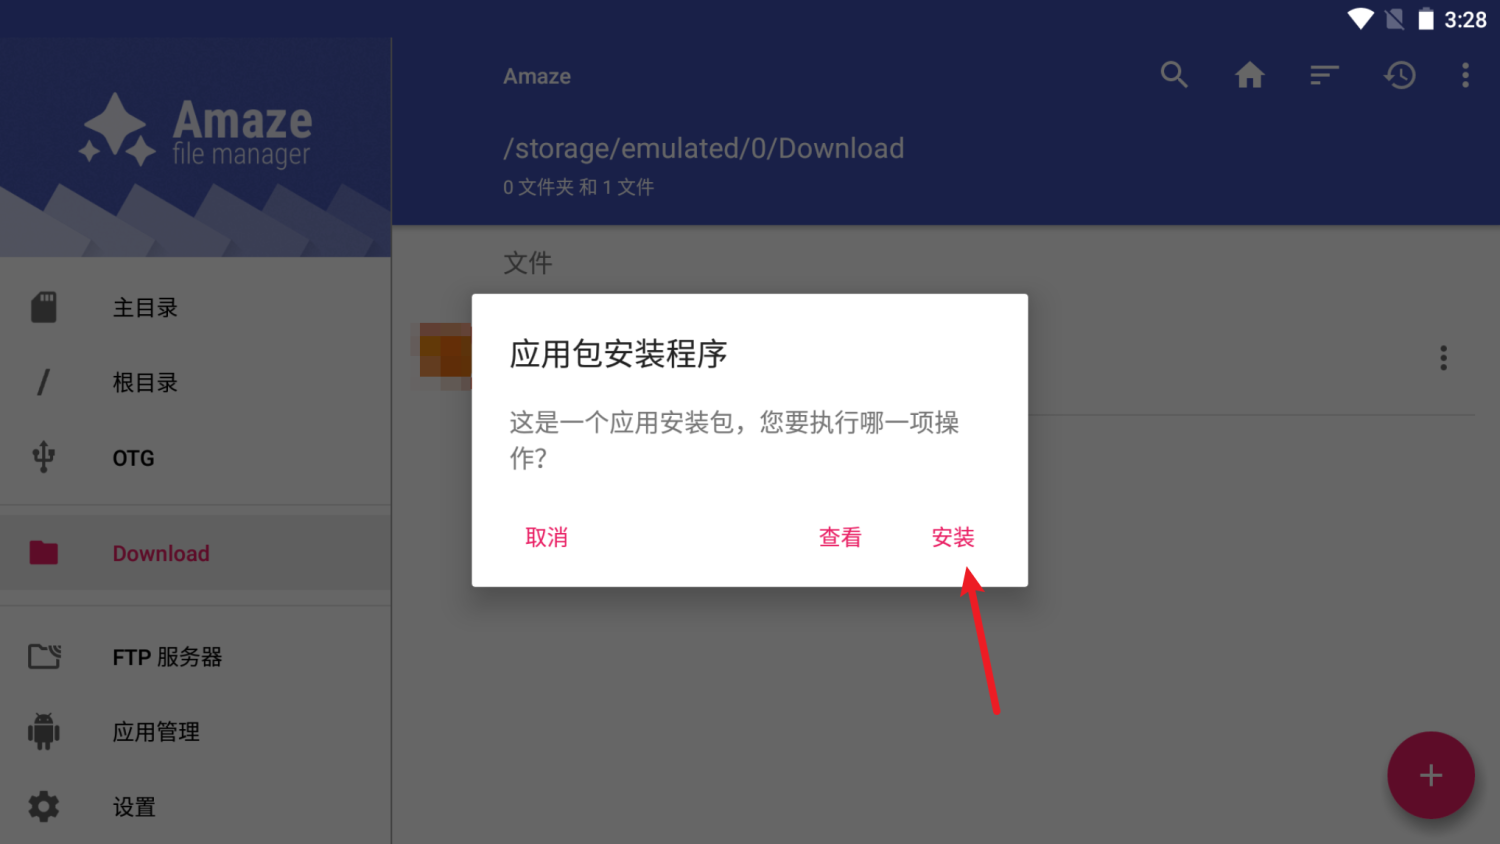 3:28
Amaze
file manager
Amaze
/storage/emulated/0/Download
0 文件夹 和 1 文件
主目录
根目录
OTG
Download
FTP 服务器
应用管理
设置
文件
应用包安装程序
这是一个应用安装包，您要执行哪一项操
作？
取消
查看
安装